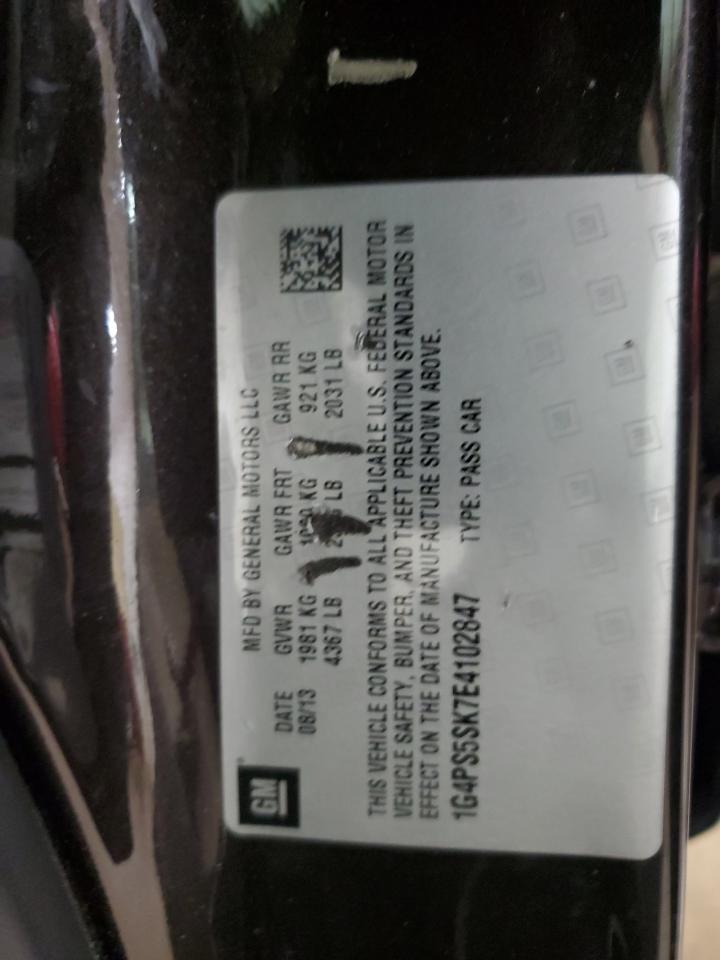 GM
MFD BY GENERAL MOTORS LLC
DATE GVWR GAWR FRT GAWR RR
08/13 1981 KG KG 921 KG
4367 LB LB 2031 LB
THIS VEHICLE CONFORMS TO ALL APPLICABLE U.S. FEDERAL MOTOR
VEHICLE SAFETY, BUMPER, AND THEFT PREVENTION STANDARDS IN
EFFECT ON THE DATE OF MANUFACTURE SHOWN ABOVE.
1G4PS5SK7E4102847 TYPE: PASS CAR